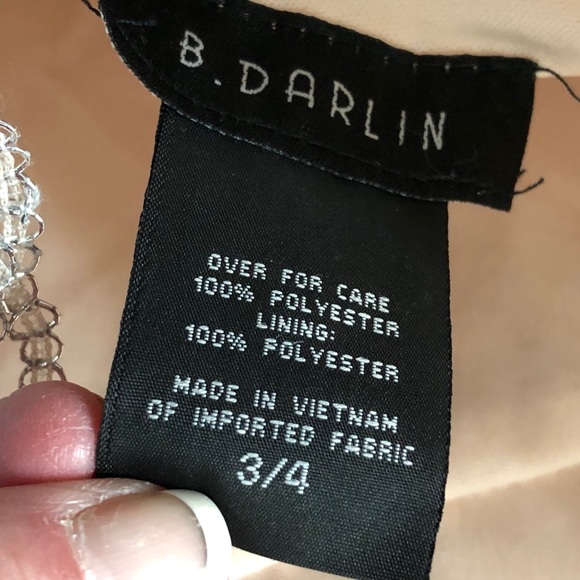 B. DARLIN
OVER FOR CARE
100% POLYESTER
LINING:
100% POLYESTER
MADE IN VIETNAM
OF IMPORTED FABRIC
3/4